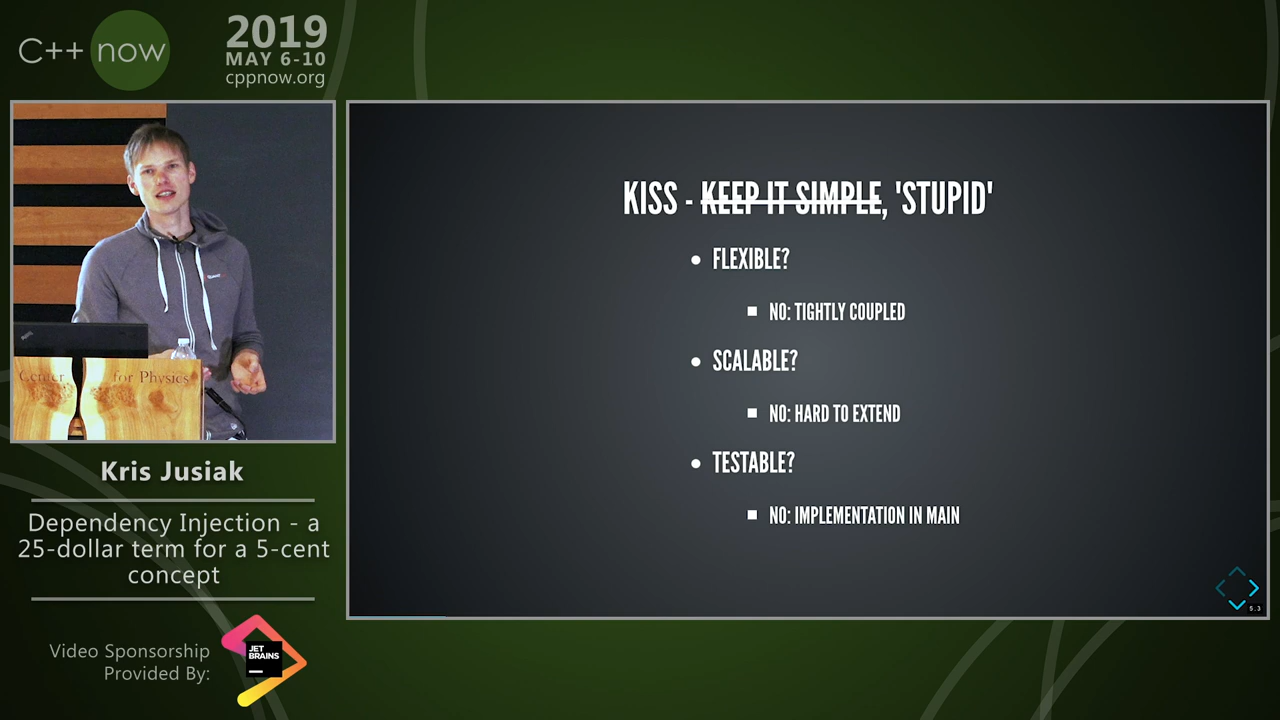 C++ now
2019
MAY 6-10
cppnow.org
KISS - KEEP IT SIMPLE, 'STUPID'
FLEXIBLE?
NO: TIGHTLY COUPLED
SCALABLE?
NO: HARD TO EXTEND
TESTABLE?
NO: IMPLEMENTATION IN MAIN
5.3
Center for Physics
Kris Jusiak
Dependency Injection - a
25-dollar term for a 5-cent
concept
Video Sponsorship
Provided By:
JET
BRAINS